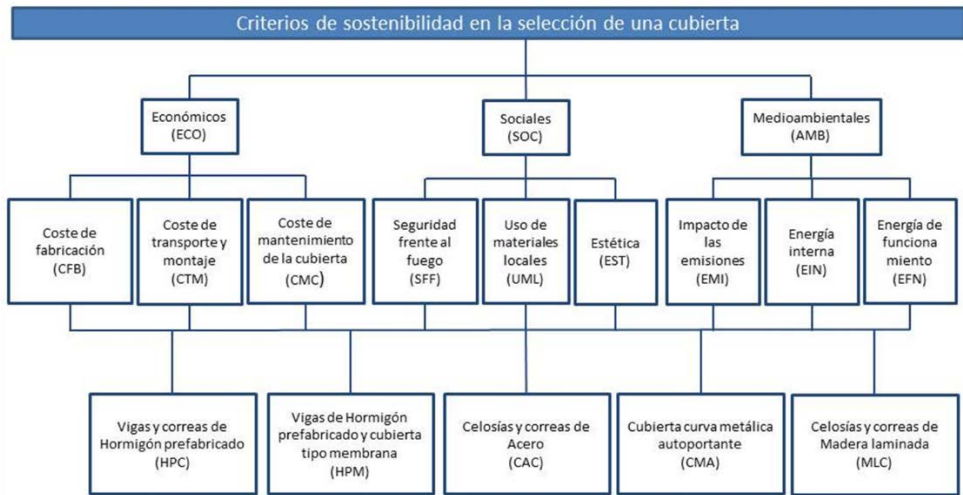 Criterios de sostenibilidad en la selección de una cubierta
Económicos
(ECO)
Sociales
(SOC)
Medioambientales
(AMB)
Coste de
fabricación
(CFB)
Coste de
transporte y
montaje
(CTM)
Coste de
mantenimiento
de la cubierta
(CMC)
Seguridad
frente al
fuego
(SFF)
Uso de
materiales
locales
(UML)
Estética
(EST)
Impacto de
las
emisiones
(EMI)
Energía
interna
(EIN)
Energía de
funciona
miento
(EFN)
Vigas y correas de
Hormigón prefabricado
(HPC)
Vigas de Hormigón
prefabricado y cubierta
tipo membrana
(HPM)
Celosías y correas de
Acero
(CAC)
Cubierta curva metálica
autoportante
(CMA)
Celosías y correas de
Madera laminada
(MLC)